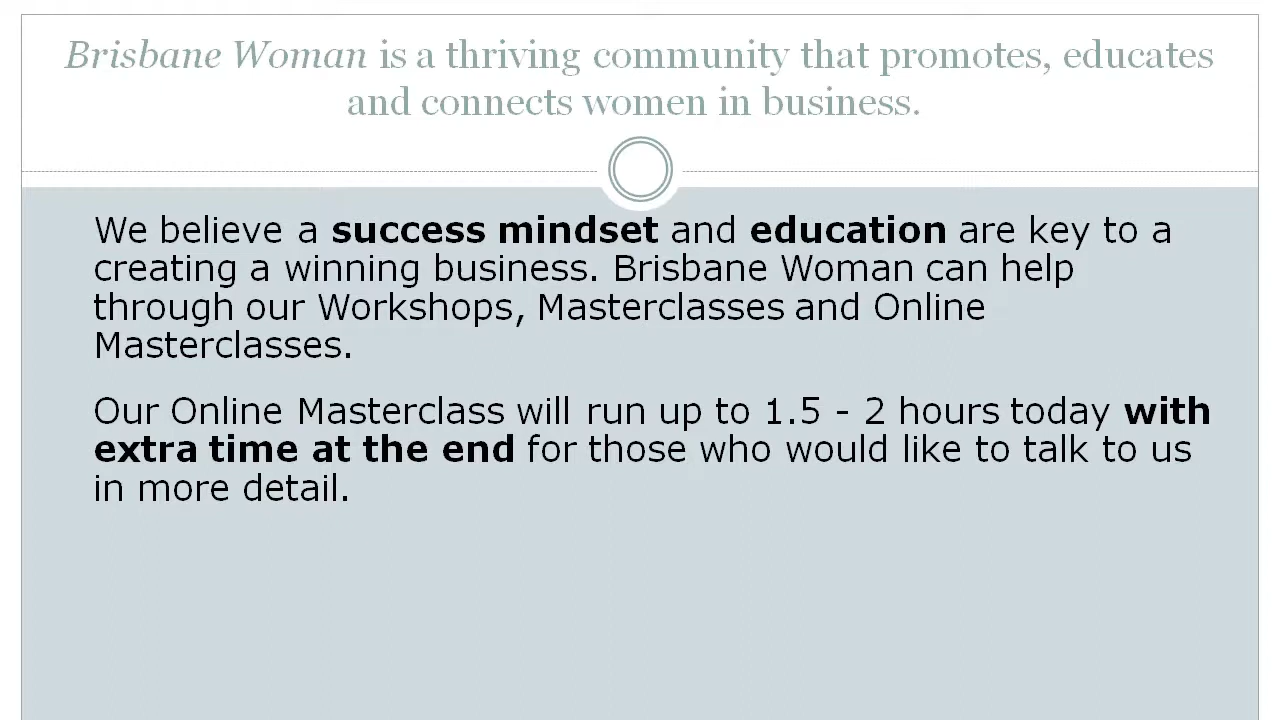 Brisbane Woman is a thriving community that promotes, educates
and connects women in business.
We believe a success mindset and education are key to a
creating a winning business. Brisbane Woman can help
through our Workshops, Masterclasses and Online
Masterclasses.
Our Online Masterclass will run up to 1.5 - 2 hours today with
extra time at the end for those who would like to talk to us
in more detail.